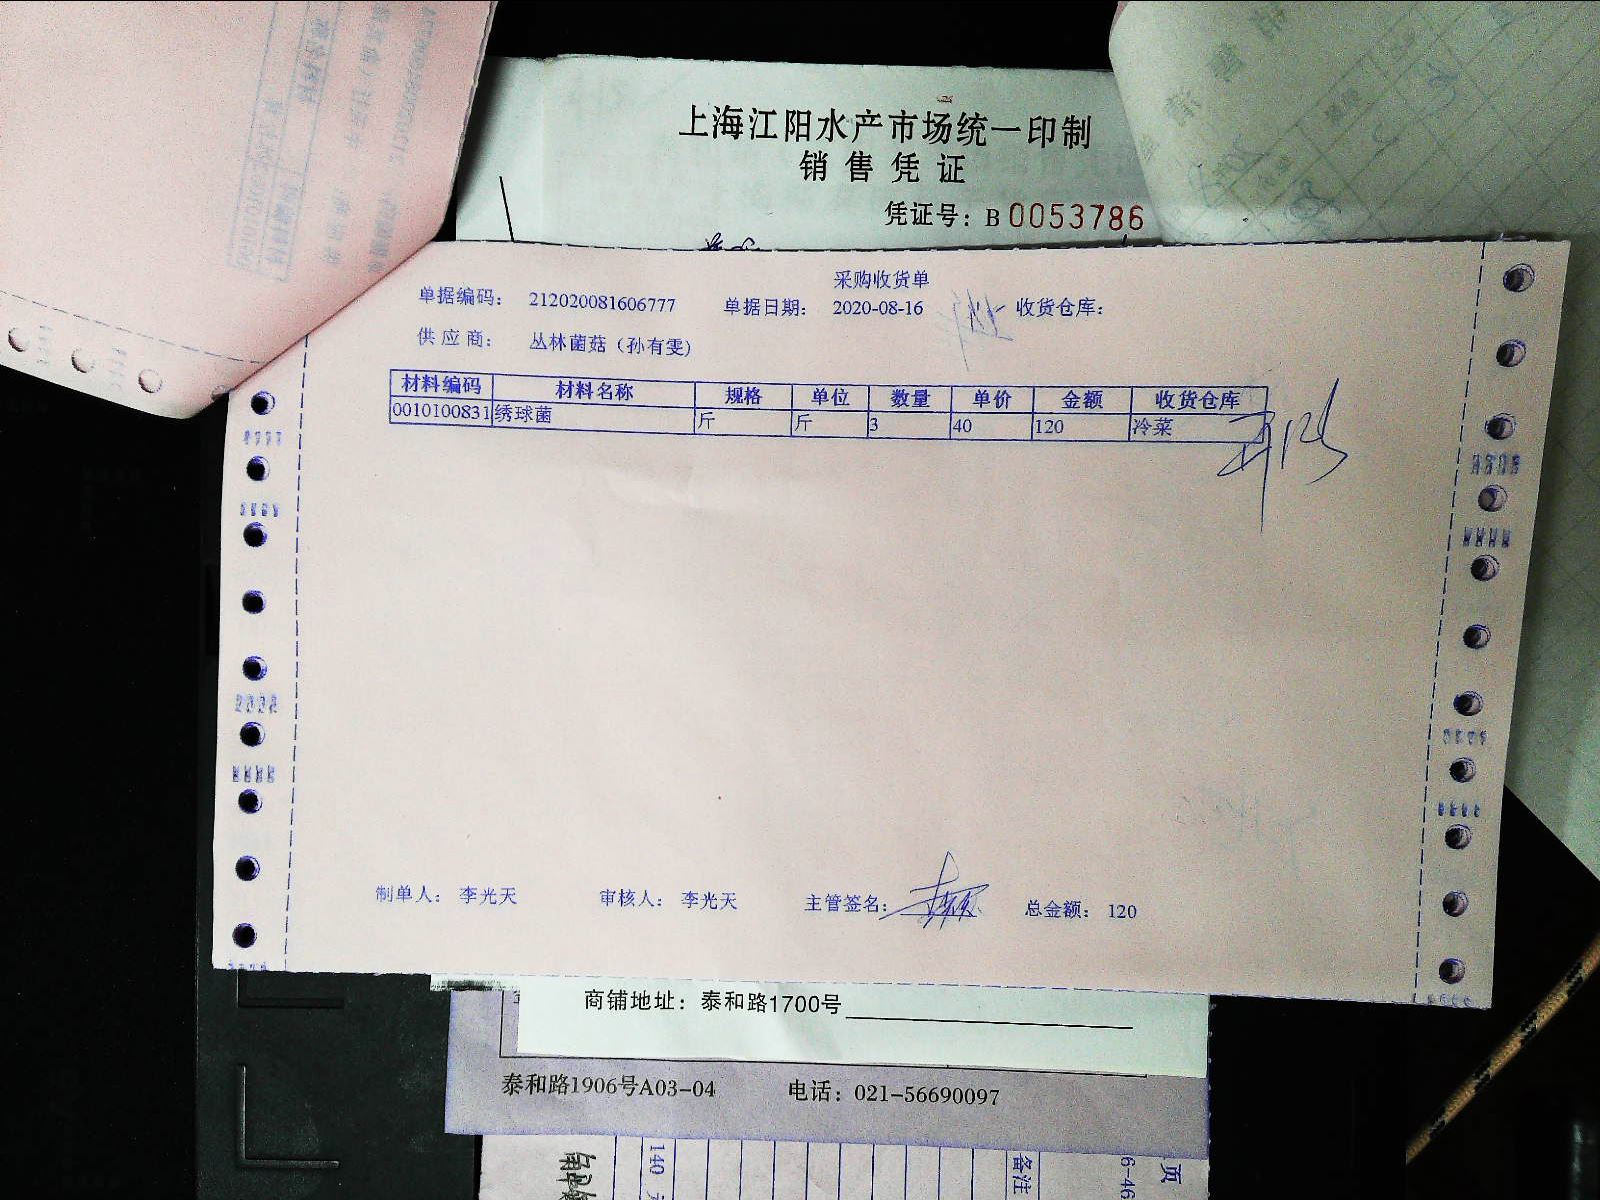 上海江阳水产市场统一印制
销售凭证
凭证号：B 0053786
采购收货单
单据编码： 212020081606777 单据日期： 2020-08-16 收货仓库：
供应商： 丛林菌菇（孙有雯）
材料编码 材料名称 规格 单位 数量 单价 金额 收货仓库
0010100831 绣球菌 斤 斤 3 40 120 冷菜
制单人： 李光天 审核人： 李光天 主管签名： 总金额： 120
商铺地址：泰和路1700号
泰和路1906号A03-04 电话：021-56690097
140
备注
6-46
页